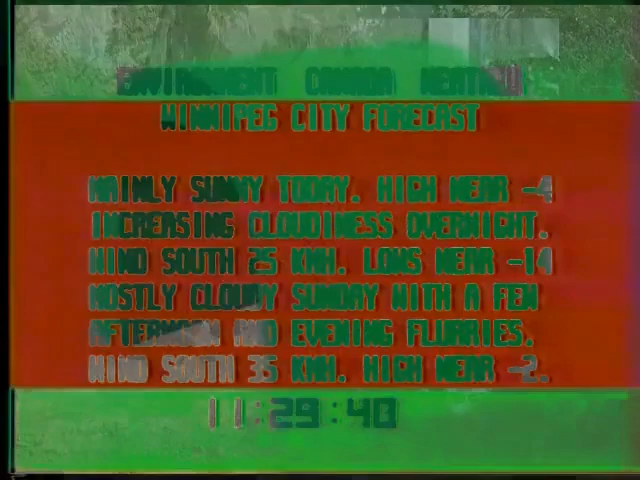 ENVIRONMENT CANADA WEATHER
WINNIPEG CITY FORECAST
MAINLY SUNNY TODAY. HIGH NEAR -4
INCREASING CLOUDINESS OVERNIGHT.
WIND SOUTH 25 KMH. LOWS NEAR -14
MOSTLY CLOUDY SUNDAY WITH A FEW
AFTERNOON AND EVENING FLURRIES.
WIND SOUTH 35 KMH. HIGH NEAR -2.
11:29:40